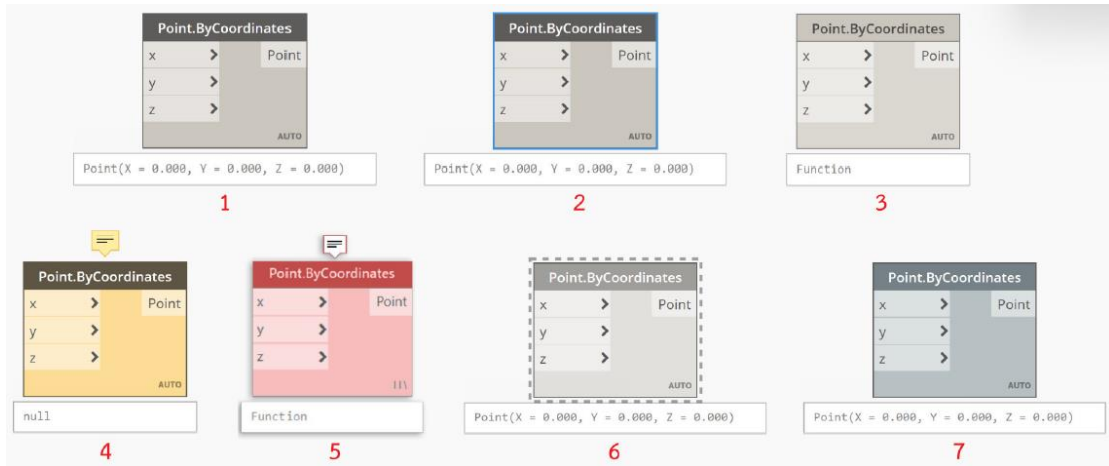 Point.ByCoordinates
x > Point
y >
z >
AUTO
Point(X = 0.000, Y = 0.000, Z = 0.000)
1
Point.ByCoordinates
x > Point
y >
z >
AUTO
Point(X = 0.000, Y = 0.000, Z = 0.000)
2
Point.ByCoordinates
x > Point
y >
z >
AUTO
Function
3
Point.ByCoordinates
x > Point
y >
z >
AUTO
null
4
Point.ByCoordinates
x > Point
y >
z >
Function
5
Point.ByCoordinates
x > Point
y >
z >
AUTO
Point(X = 0.000, Y = 0.000, Z = 0.000)
6
Point.ByCoordinates
x > Point
y >
z >
AUTO
Point(X = 0.000, Y = 0.000, Z = 0.000)
7